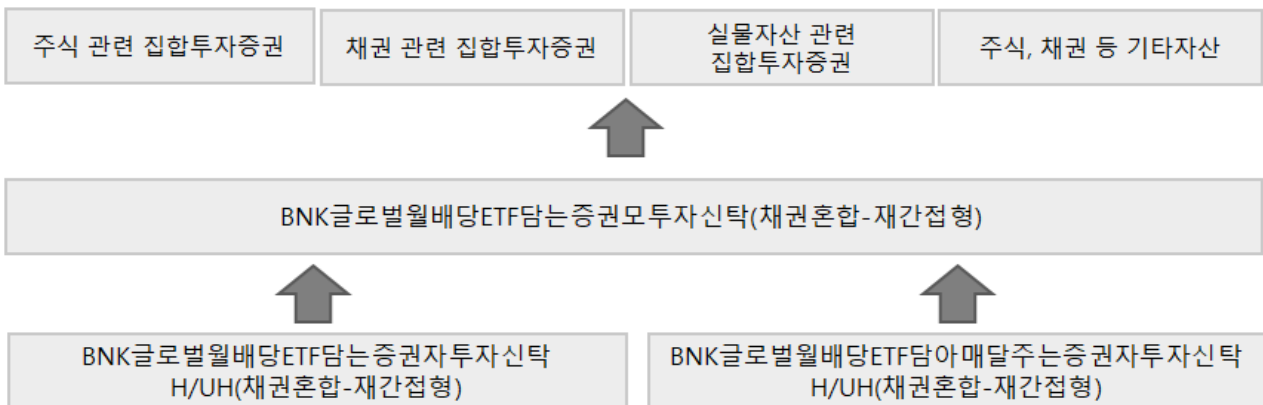 주식 관련 집합투자증권
채권 관련 집합투자증권
실물자산 관련
집합투자증권
주식, 채권 등 기타자산
BNK글로벌월배당ETF담는증권모투자신탁(채권혼합-재간접형)
BNK글로벌월배당ETF담는증권자투자신탁
H/UH(채권혼합-재간접형)
BNK글로벌월배당ETF담아매달주는증권자투자신탁
H/UH(채권혼합-재간접형)